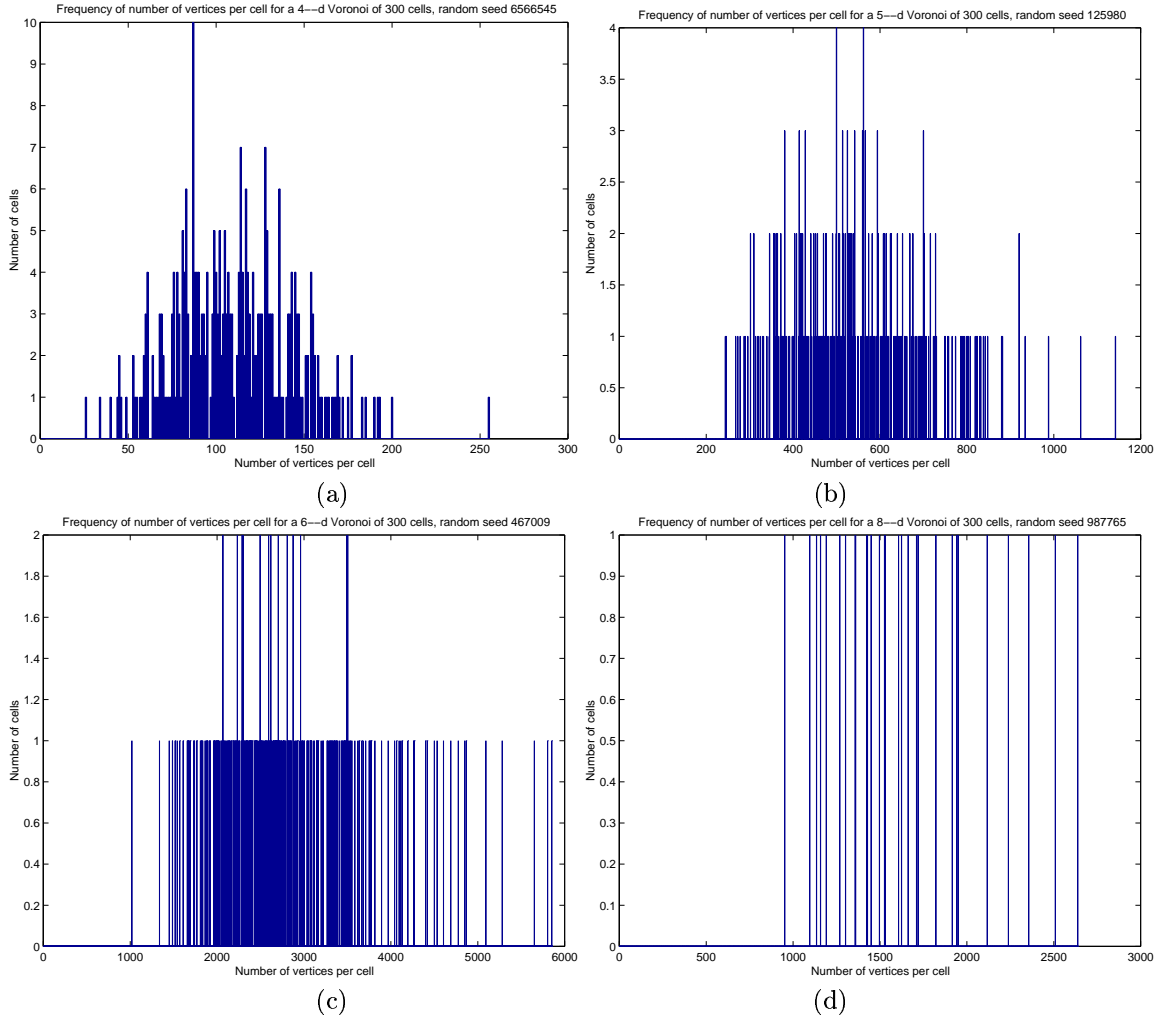 Frequency of number of vertices per cell for a 4−−d Voronoi of 300 cells, random seed 6566545
10
9
8
7
6
5
4
3
2
1
0
Number of cells
0 50 100 150 200 250 300
Number of vertices per cell
(a)
Frequency of number of vertices per cell for a 5−−d Voronoi of 300 cells, random seed 125980
4
3.5
3
2.5
2
1.5
1
0.5
0
Number of cells
0 200 400 600 800 1000 1200
Number of vertices per cell
(b)
Frequency of number of vertices per cell for a 6−−d Voronoi of 300 cells, random seed 467009
2
1.8
1.6
1.4
1.2
1
0.8
0.6
0.4
0.2
0
Number of cells
0 1000 2000 3000 4000 5000 6000
Number of vertices per cell
(c)
Frequency of number of vertices per cell for a 8−−d Voronoi of 300 cells, random seed 987765
1
0.9
0.8
0.7
0.6
0.5
0.4
0.3
0.2
0.1
0
Number of cells
0 500 1000 1500 2000 2500 3000
Number of vertices per cell
(d)